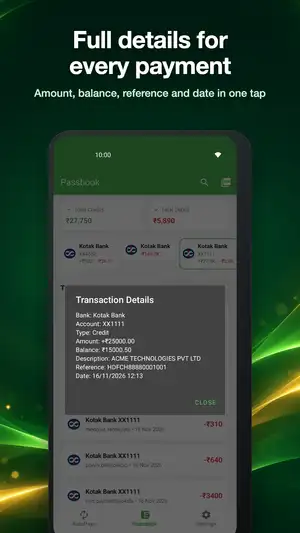 Full details for
every payment
Amount, balance, reference and date in one tap
10:00
Passbook
₹27,750
₹5,890
Kotak Bank
Kotak Bank
Kotak Bank
Transaction Details
Bank: Kotak Bank
Account: XX1111
Type: Credit
Amount: +₹25000.00
Balance: ₹15000.50
Description: ACME TECHNOLOGIES PVT LTD
Reference: HDFCH88880001001
Date: 16/11/2026 12:13
CLOSE
Kotak Bank XX1111
-₹310
Kotak Bank XX1111
-₹640
Kotak Bank XX1111
-₹3400
Passbook
Settings